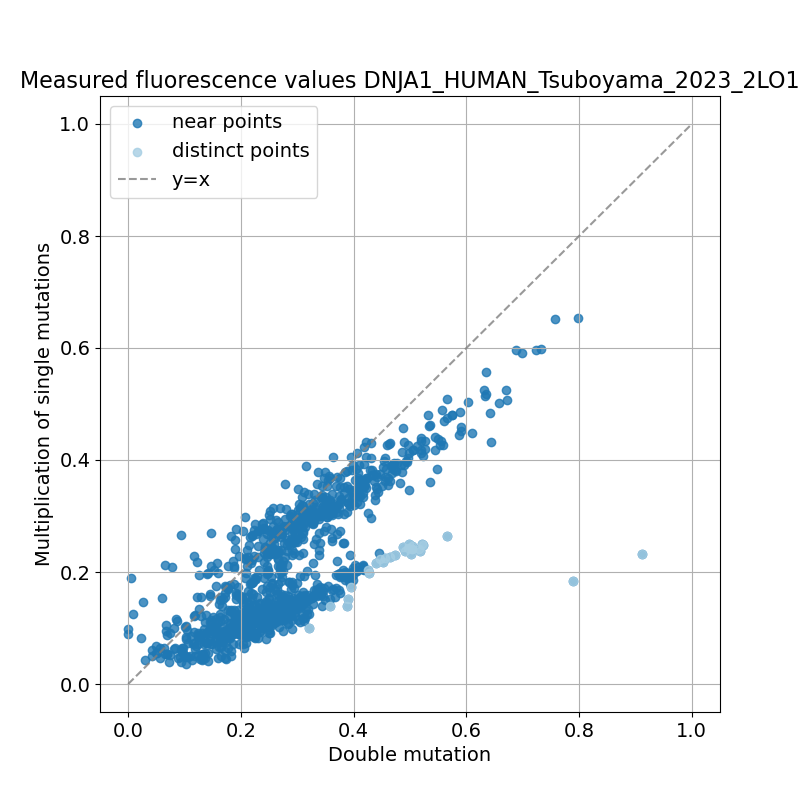 Measured fluorescence values DNJA1_HUMAN_Tsuboyama_2023_2LO1
near points
distinct points
y=x
Multiplication of single mutations
1.0
0.8
0.6
0.4
0.2
0.0
0.0 0.2 0.4 0.6 0.8 1.0
Double mutation